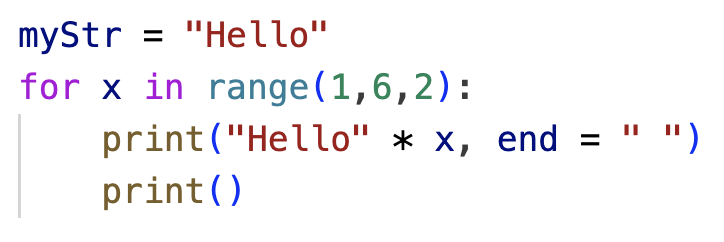 myStr = "Hello"
for x in range(1,6,2):
    print("Hello" * x, end = " ")
    print()